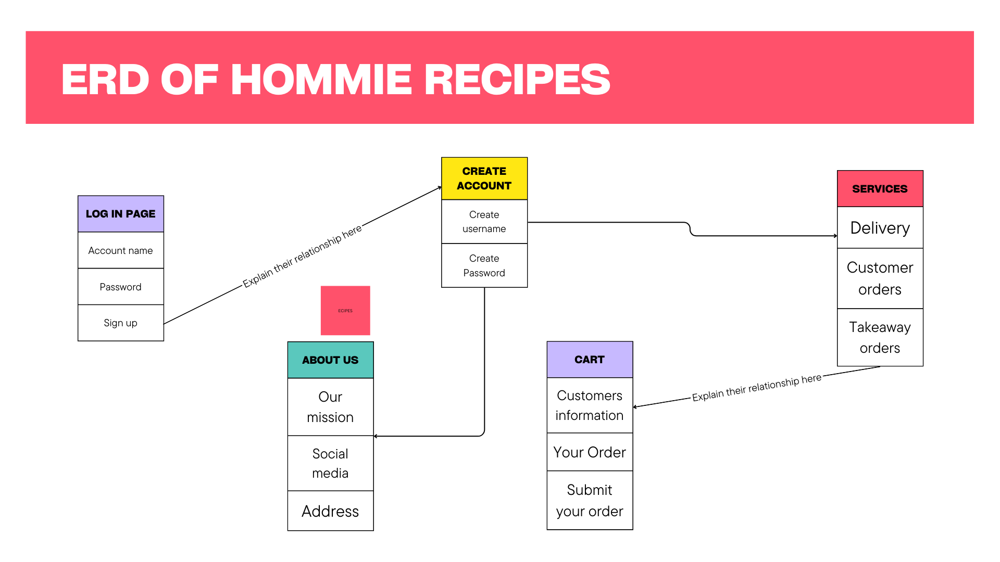 ERD OF HOMMIE RECIPES
LOG IN PAGE
Account name
Password
Sign up
Explain their relationship here
CREATE
ACCOUNT
Create
username
Create
Password
SERVICES
Delivery
Customer
orders
Takeaway
orders
ECIPES
ABOUT US
Our
mission
Social
media
Address
CART
Customers
information
Your Order
Submit
your order
Explain their relationship here